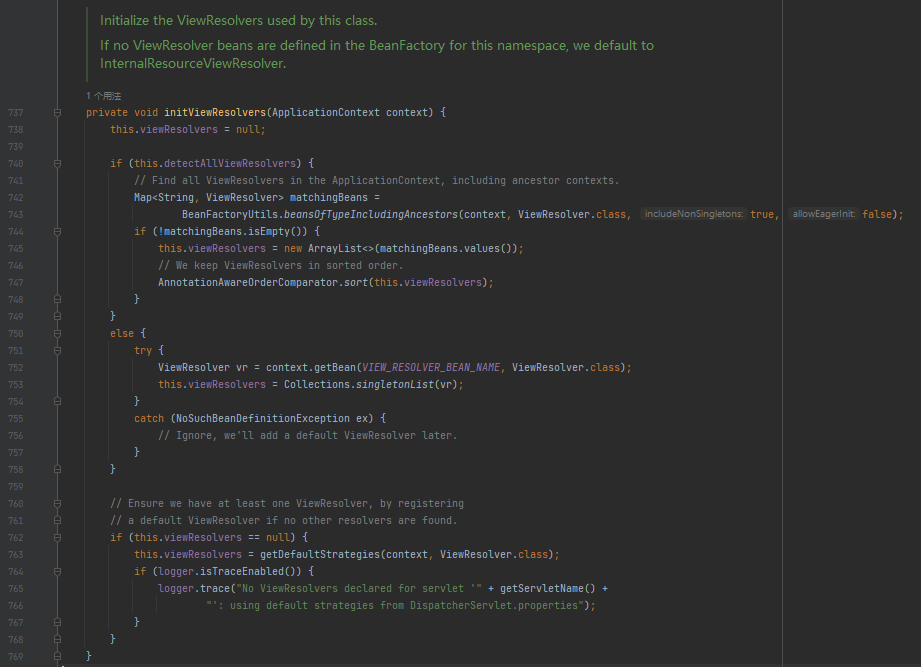 Initialize the ViewResolvers used by this class.
If no ViewResolver beans are defined in the BeanFactory for this namespace, we default to
InternalResourceViewResolver.
1 个用法
737 private void initViewResolvers(ApplicationContext context) {
738 this.viewResolvers = null;
739
740 if (this.detectAllViewResolvers) {
741 // Find all ViewResolvers in the ApplicationContext, including ancestor contexts.
742 Map<String, ViewResolver> matchingBeans =
743 BeanFactoryUtils.beansOfTypeIncludingAncestors(context, ViewResolver.class, includeNonSingletons: true, allowEagerInit: false);
744 if (!matchingBeans.isEmpty()) {
745 this.viewResolvers = new ArrayList<>(matchingBeans.values());
746 // We keep ViewResolvers in sorted order.
747 AnnotationAwareOrderComparator.sort(this.viewResolvers);
748 }
749 }
750 else {
751 try {
752 ViewResolver vr = context.getBean(VIEW_RESOLVER_BEAN_NAME, ViewResolver.class);
753 this.viewResolvers = Collections.singletonList(vr);
754 }
755 catch (NoSuchBeanDefinitionException ex) {
756 // Ignore, we'll add a default ViewResolver later.
757 }
758 }
759
760 // Ensure we have at least one ViewResolver, by registering
761 // a default ViewResolver if no other resolvers are found.
762 if (this.viewResolvers == null) {
763 this.viewResolvers = getDefaultStrategies(context, ViewResolver.class);
764 if (logger.isTraceEnabled()) {
765 logger.trace("No ViewResolvers declared for servlet '" + getServletName() +
766 "': using default strategies from DispatcherServlet.properties");
767 }
768 }
769 }